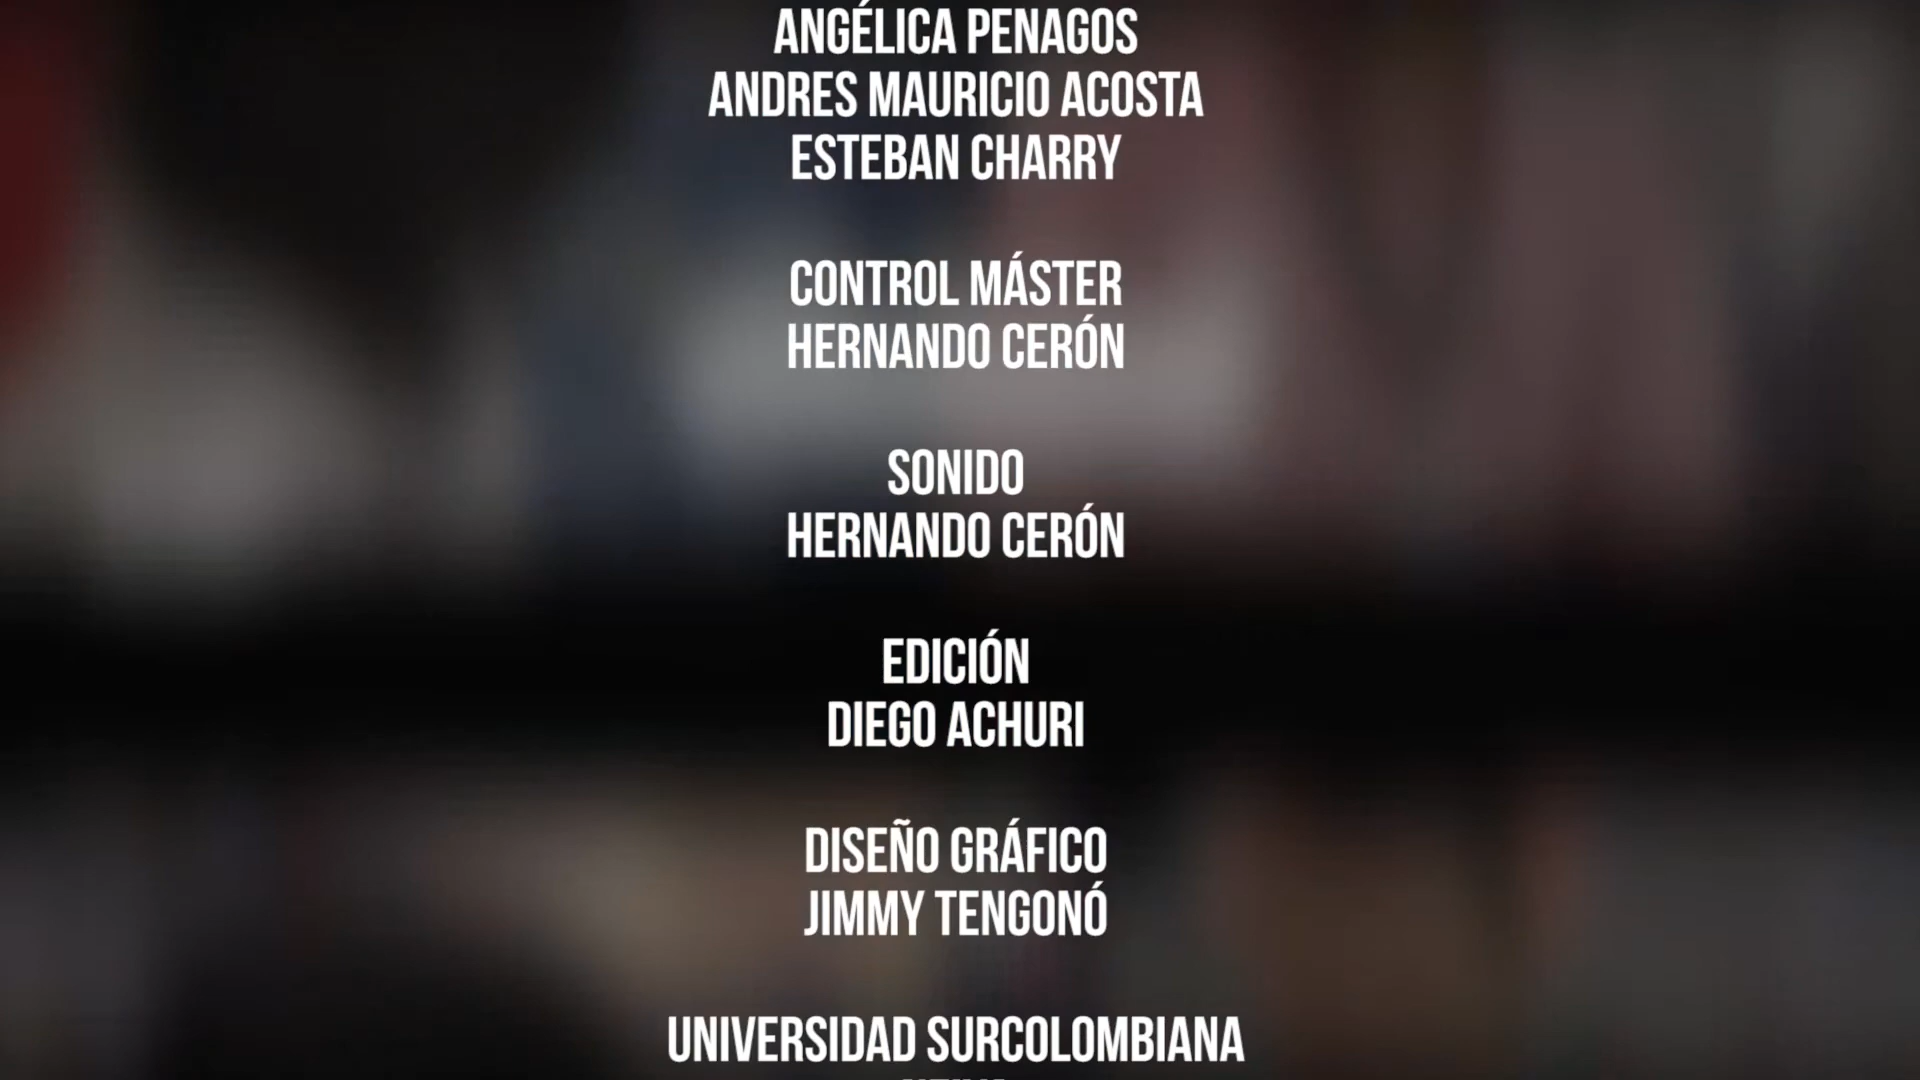 ANGÉLICA PENAGOS
ANDRES MAURICIO ACOSTA
ESTEBAN CHARRY
CONTROL MÁSTER
HERNANDO CERÓN
SONIDO
HERNANDO CERÓN
EDICIÓN
DIEGO ACHURI
DISEÑO GRÁFICO
JIMMY TENGONÓ
UNIVERSIDAD SURCOLOMBIANA